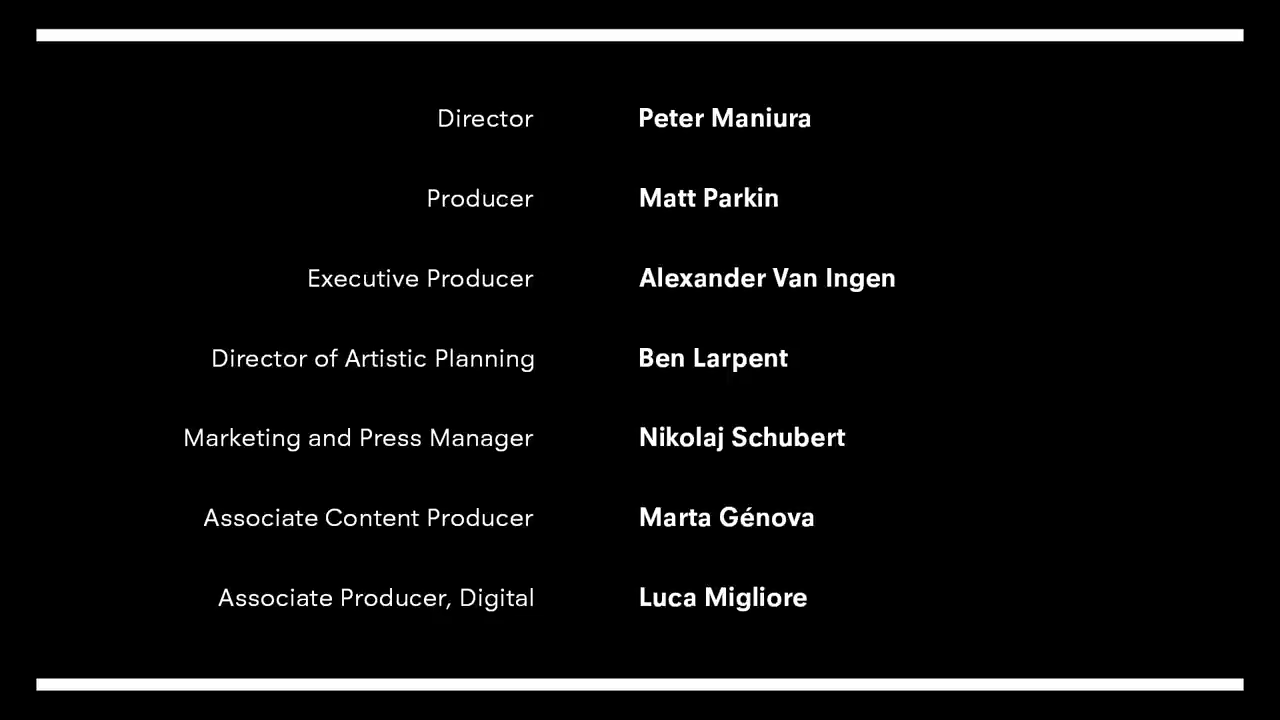 Director Peter Maniura
Producer Matt Parkin
Executive Producer Alexander Van Ingen
Director of Artistic Planning Ben Larpent
Marketing and Press Manager Nikolaj Schubert
Associate Content Producer Marta Génova
Associate Producer, Digital Luca Migliore